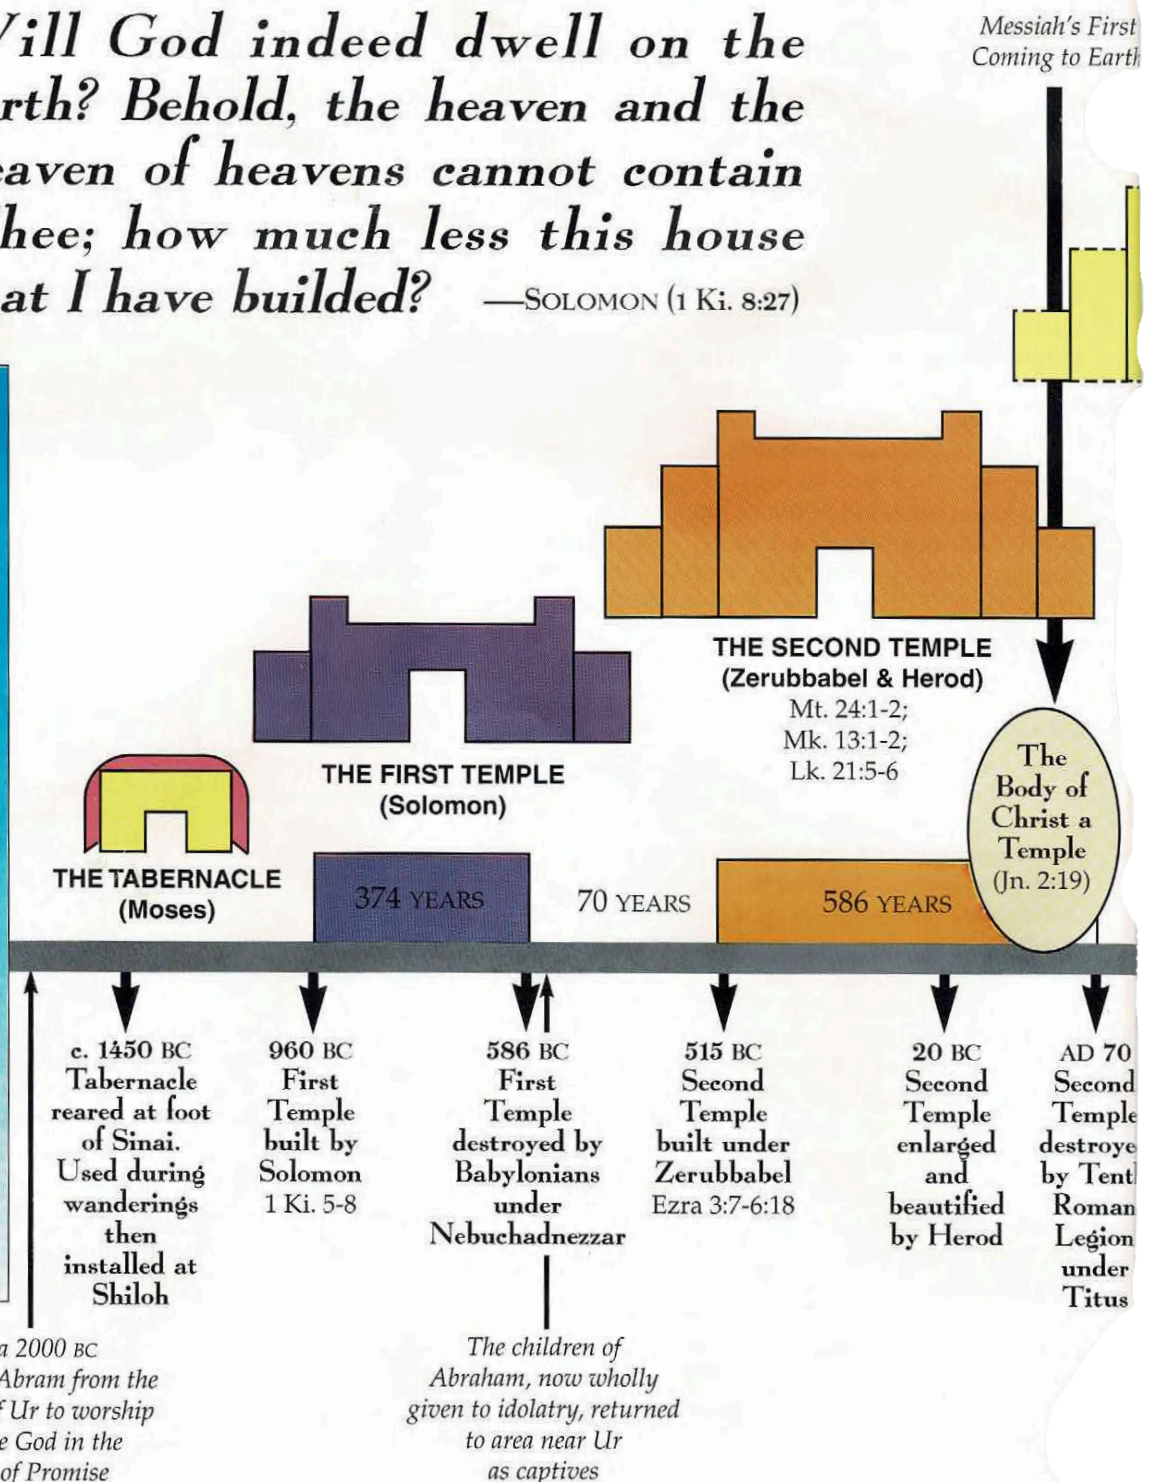 Will God indeed dwell on the
rth? Behold, the heaven and the
eaven of heavens cannot contain
hee; how much less this house
at I have builded? —SOLOMON (1 Ki. 8:27)
Messiah's First
Coming to Earth
THE SECOND TEMPLE
(Zerubbabel & Herod)
Mt. 24:1-2;
Mk. 13:1-2;
Lk. 21:5-6
THE FIRST TEMPLE
(Solomon)
THE TABERNACLE
(Moses)
The
Body of
Christ a
Temple
(Jn. 2:19)
374 YEARS
70 YEARS
586 YEARS
c. 1450 BC
Tabernacle
reared at foot
of Sinai.
Used during
wanderings
then
installed at
Shiloh
960 BC
First
Temple
built by
Solomon
1 Ki. 5-8
586 BC
First
Temple
destroyed by
Babylonians
under
Nebuchadnezzar
515 BC
Second
Temple
built under
Zerubbabel
Ezra 3:7-6:18
20 BC
Second
Temple
enlarged
and
beautified
by Herod
AD 70
Second
Temple
destroye
by Tent
Roman
Legion
under
Titus
a 2000 BC
Abram from the
f Ur to worship
e God in the
of Promise
The children of
Abraham, now wholly
given to idolatry, returned
to area near Ur
as captives